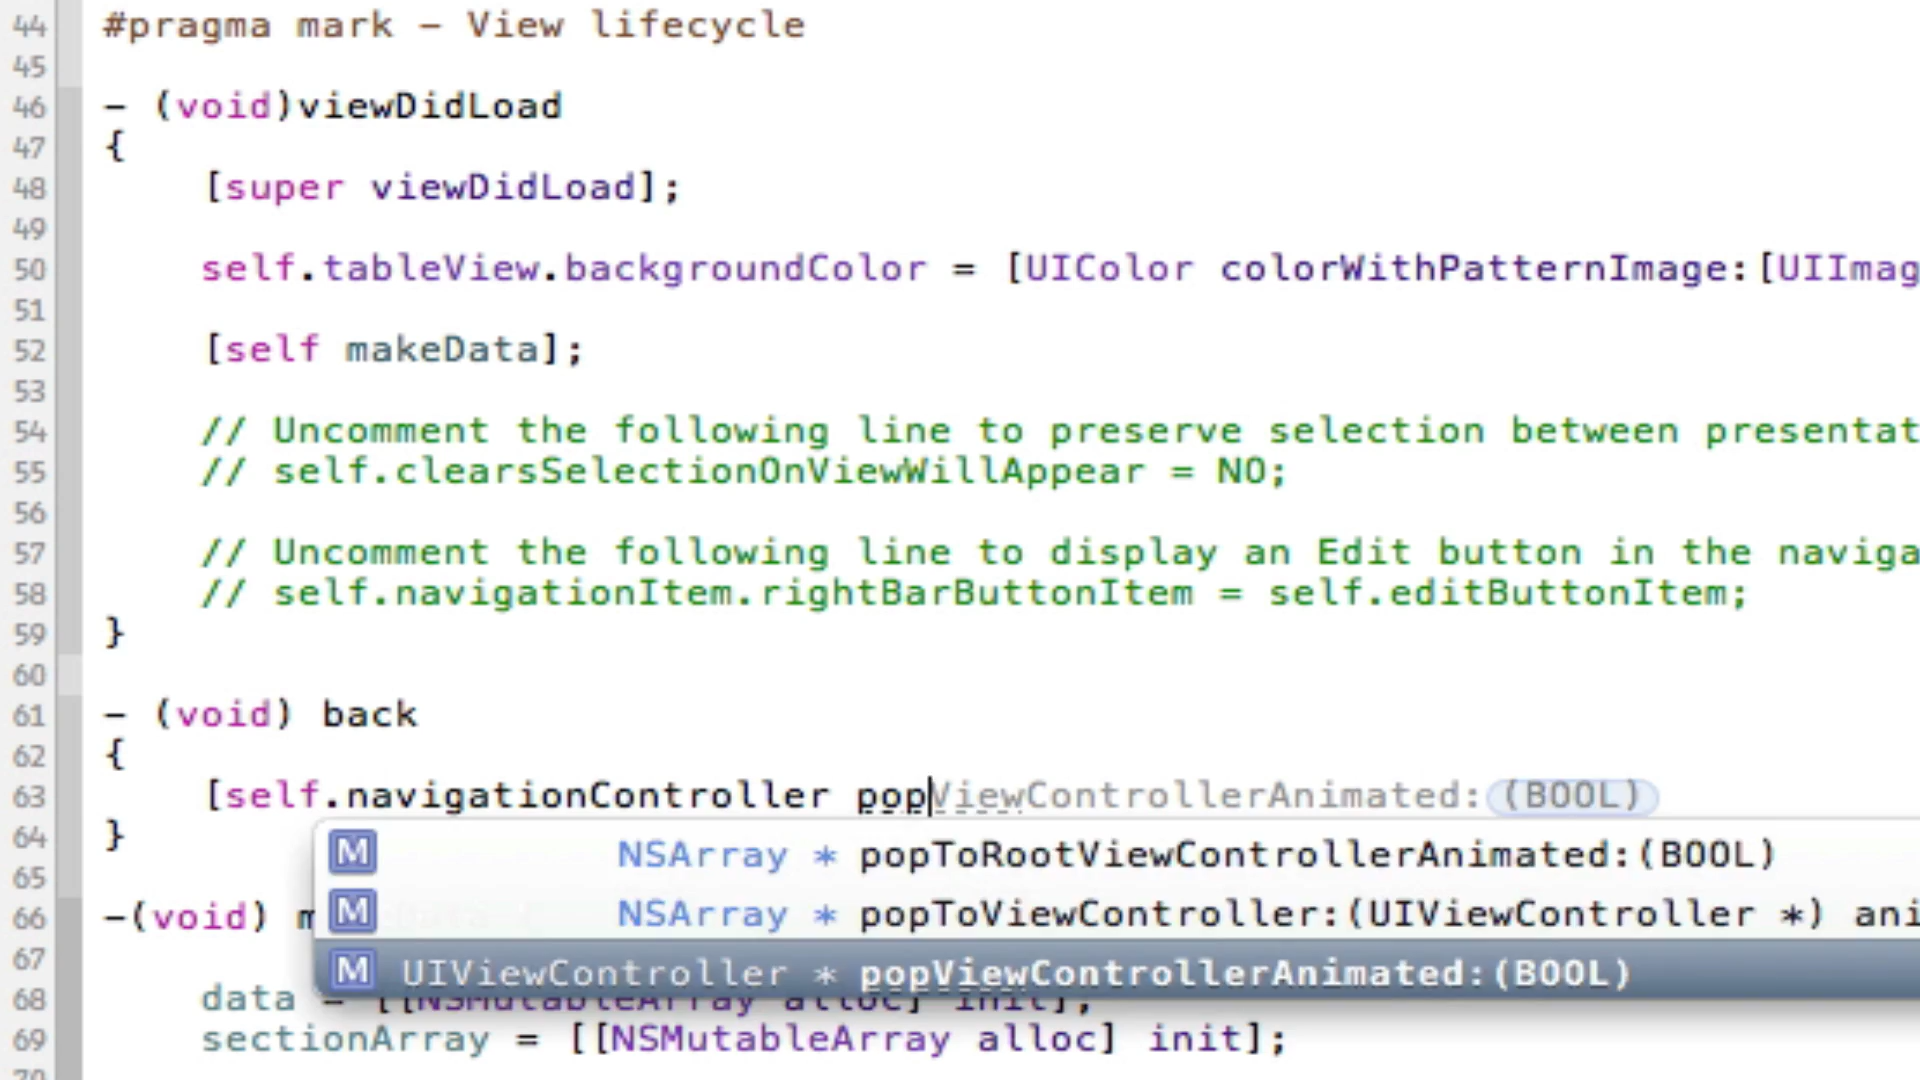 44 #pragma mark - View lifecycle
45
46 - (void)viewDidLoad
47 {
48 [super viewDidLoad];
49
50 self.tableView.backgroundColor = [UIColor colorWithPatternImage:[UIImag
51
52 [self makeData];
53
54 // Uncomment the following line to preserve selection between presentat
55 // self.clearsSelectionOnViewWillAppear = NO;
56
57 // Uncomment the following line to display an Edit button in the naviga
58 // self.navigationItem.rightBarButtonItem = self.editButtonItem;
59 }
60
61 - (void) back
62 {
63 [self.navigationController popViewControllerAnimated:(BOOL)
64 }
M NSArray * popToRootViewControllerAnimated:(BOOL)
65
66 -(void) m
M NSArray * popToViewController:(UIViewController *) ani
67
M UIViewController * popViewControllerAnimated:(BOOL)
68 data = [[NSMutableArray alloc] init];
69 sectionArray = [[NSMutableArray alloc] init];
70